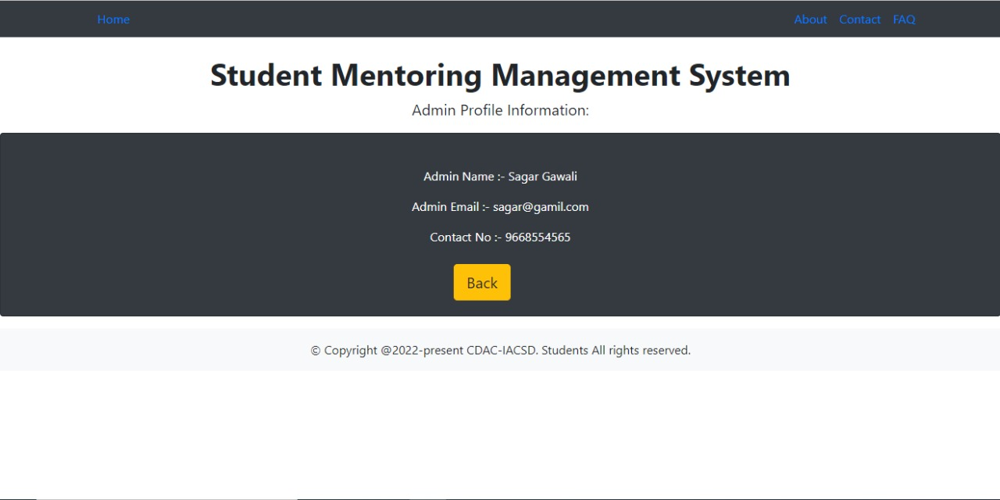 Home About Contact FAQ
Student Mentoring Management System
Admin Profile Information:
Admin Name :- Sagar Gawali
Admin Email :- sagar@gamil.com
Contact No :- 9668554565
Back
© Copyright @2022-present CDAC-IACSD. Students All rights reserved.